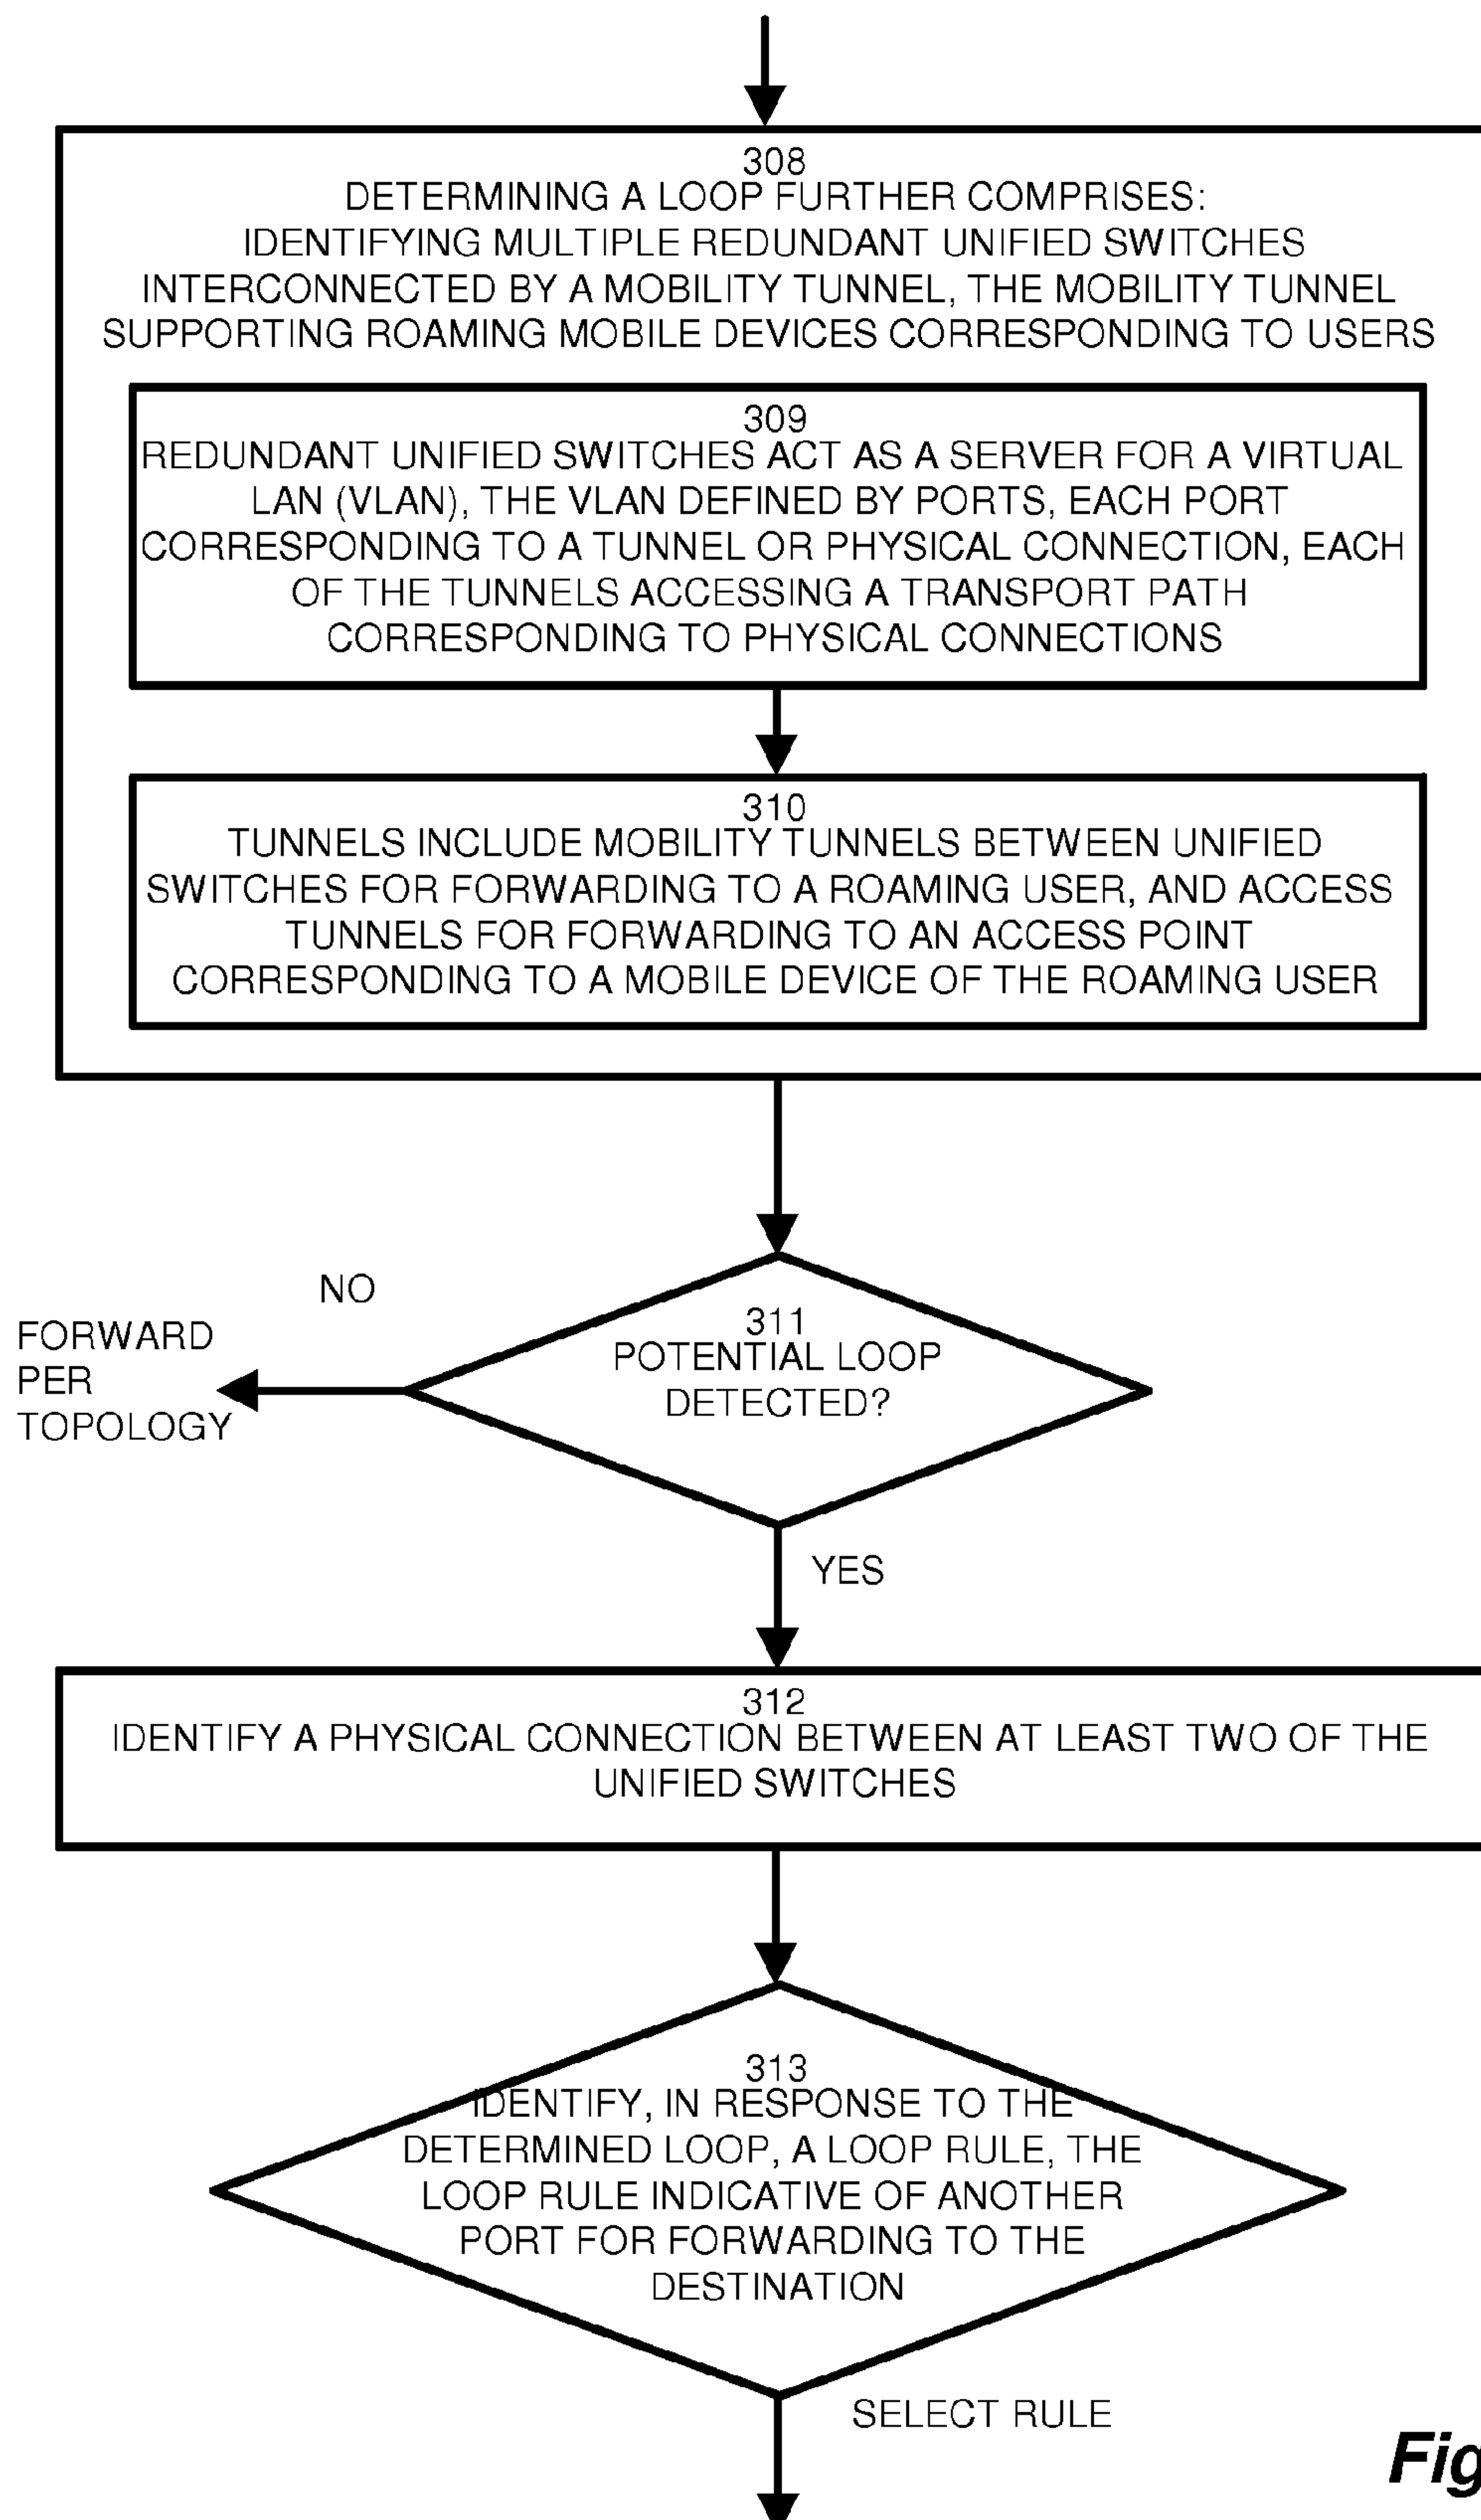 308
DETERMINING A LOOP FURTHER COMPRISES:
IDENTIFYING MULTIPLE REDUNDANT UNIFIED SWITCHES
INTERCONNECTED BY A MOBILITY TUNNEL, THE MOBILITY TUNNEL
SUPPORTING ROAMING MOBILE DEVICES CORRESPONDING TO USERS
309
REDUNDANT UNIFIED SWITCHES ACT AS A SERVER FOR A VIRTUAL
LAN (VLAN), THE VLAN DEFINED BY PORTS, EACH PORT
CORRESPONDING TO A TUNNEL OR PHYSICAL CONNECTION, EACH
OF THE TUNNELS ACCESSING A TRANSPORT PATH
CORRESPONDING TO PHYSICAL CONNECTIONS
310
TUNNELS INCLUDE MOBILITY TUNNELS BETWEEN UNIFIED
SWITCHES FOR FORWARDING TO A ROAMING USER, AND ACCESS
TUNNELS FOR FORWARDING TO AN ACCESS POINT
CORRESPONDING TO A MOBILE DEVICE OF THE ROAMING USER
NO
FORWARD
PER
TOPOLOGY
311
POTENTIAL LOOP
DETECTED?
YES
312
IDENTIFY A PHYSICAL CONNECTION BETWEEN AT LEAST TWO OF THE
UNIFIED SWITCHES
313
IDENTIFY, IN RESPONSE TO THE
DETERMINED LOOP, A LOOP RULE, THE
LOOP RULE INDICATIVE OF ANOTHER
PORT FOR FORWARDING TO THE
DESTINATION
SELECT RULE
Fig